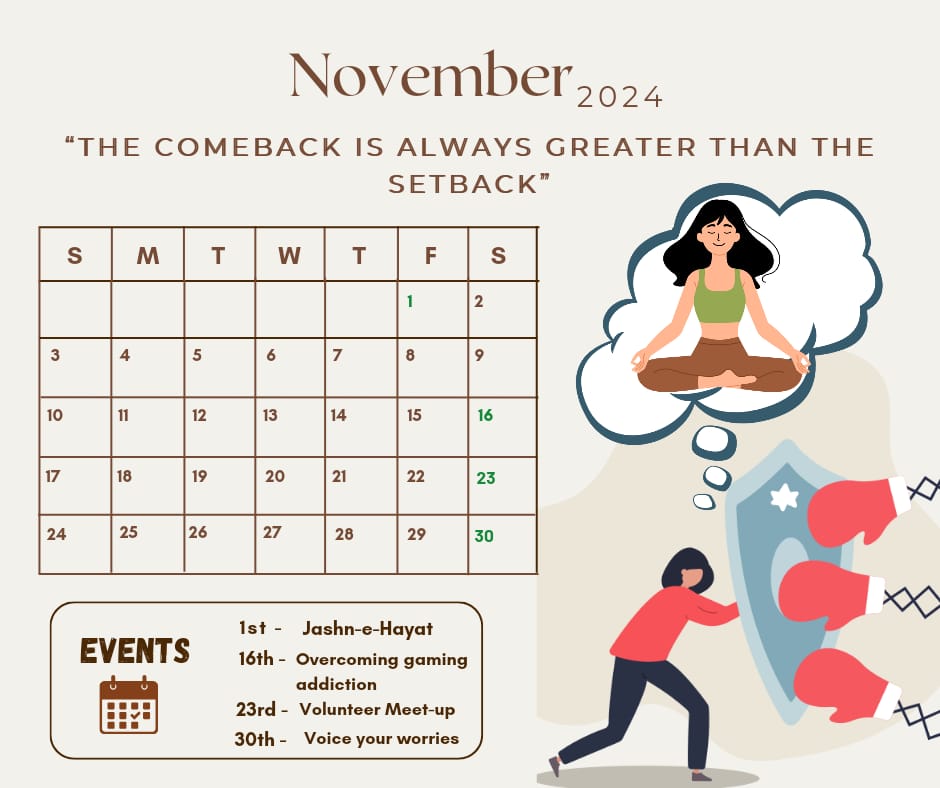 November 2024
“THE COMEBACK IS ALWAYS GREATER THAN THE
SETBACK”
S M T W T F S
1 2
3 4 5 6 7 8 9
10 11 12 13 14 15 16
17 18 19 20 21 22 23
24 25 26 27 28 29 30
EVENTS
1st - Jashn-e-Hayat
16th - Overcoming gaming
addiction
23rd - Volunteer Meet-up
30th - Voice your worries